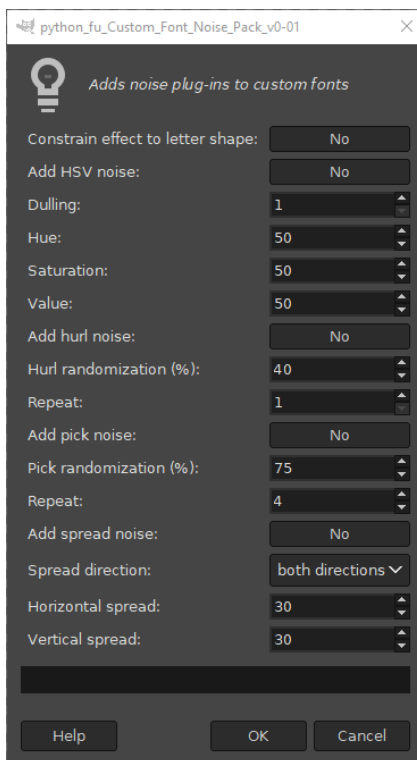 python_fu_Custom_Font_Noise_Pack_v0-01
Adds noise plug-ins to custom fonts
Constrain effect to letter shape: No
Add HSV noise: No
Dulling: 1
Hue: 50
Saturation: 50
Value: 50
Add hurl noise: No
Hurl randomization (%): 40
Repeat: 1
Add pick noise: No
Pick randomization (%): 75
Repeat: 4
Add spread noise: No
Spread direction: both directions
Horizontal spread: 30
Vertical spread: 30
Help OK Cancel